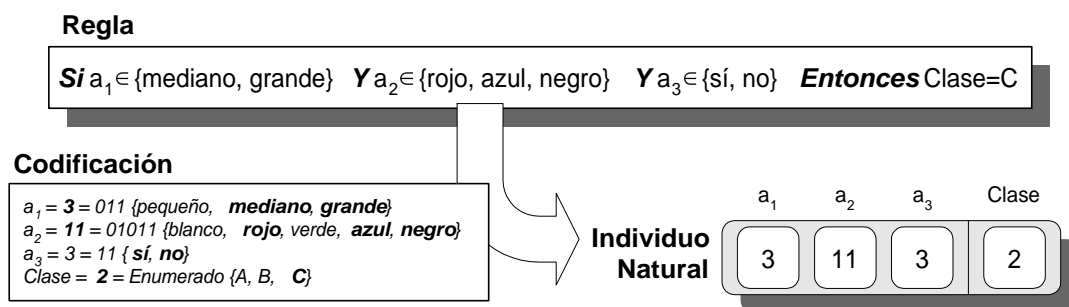 Regla
Si a₁∈{mediano, grande} Y a₂∈{rojo, azul, negro} Y a₃∈{sí, no} Entonces Clase=C
Codificación
a₁ = 3 = 011 {pequeño, mediano, grande}
a₂ = 11 = 01011 {blanco, rojo, verde, azul, negro}
a₃ = 3 = 11 { sí, no}
Clase = 2 = Enumerado {A, B, C}
a₁ a₂ a₃ Clase
Individuo Natural
3 11 3 2